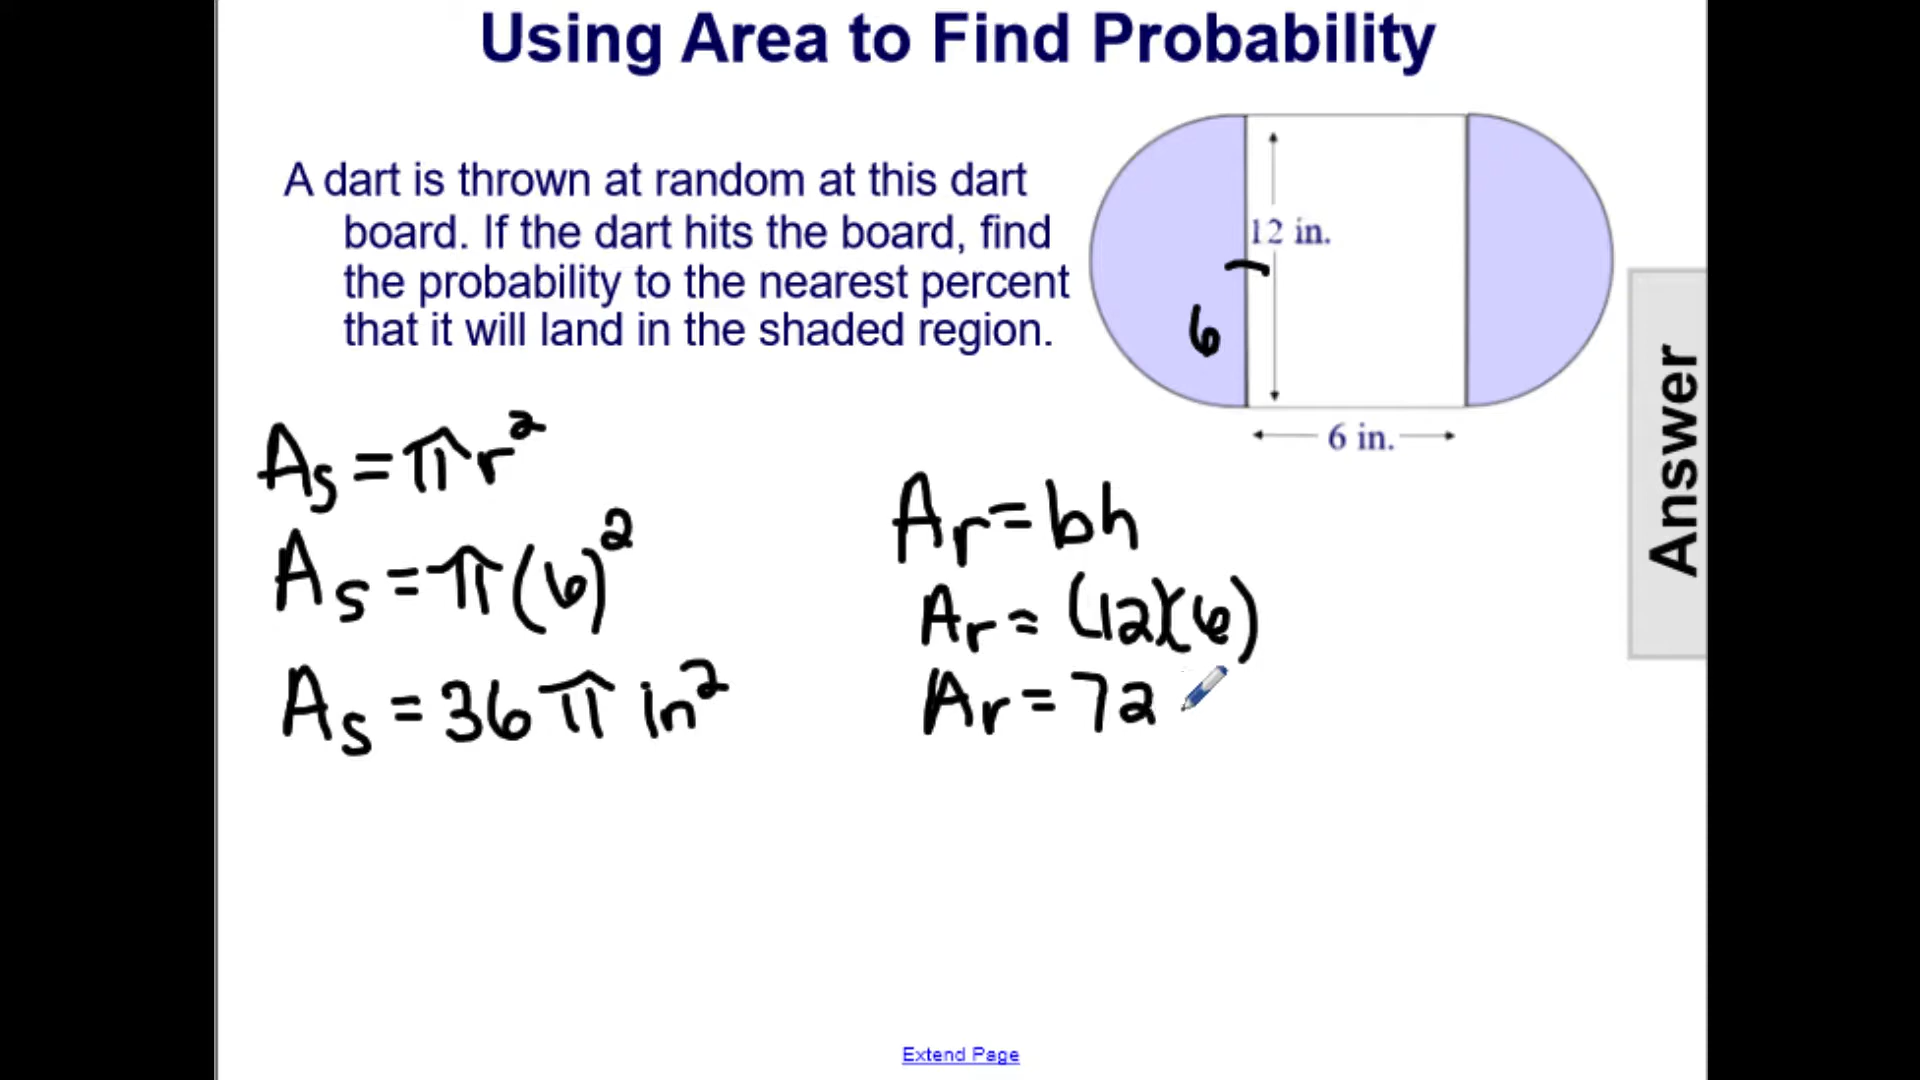 Using Area to Find Probability
A dart is thrown at random at this dart
board. If the dart hits the board, find
the probability to the nearest percent
that it will land in the shaded region.
12 in.
6
6 in.
Answer
Aₛ = πr²
Aₛ = π(6)²
Aₛ = 36π in²
Aᵣ = bh
Aᵣ = (12)(6)
Aᵣ = 72
Extend Page